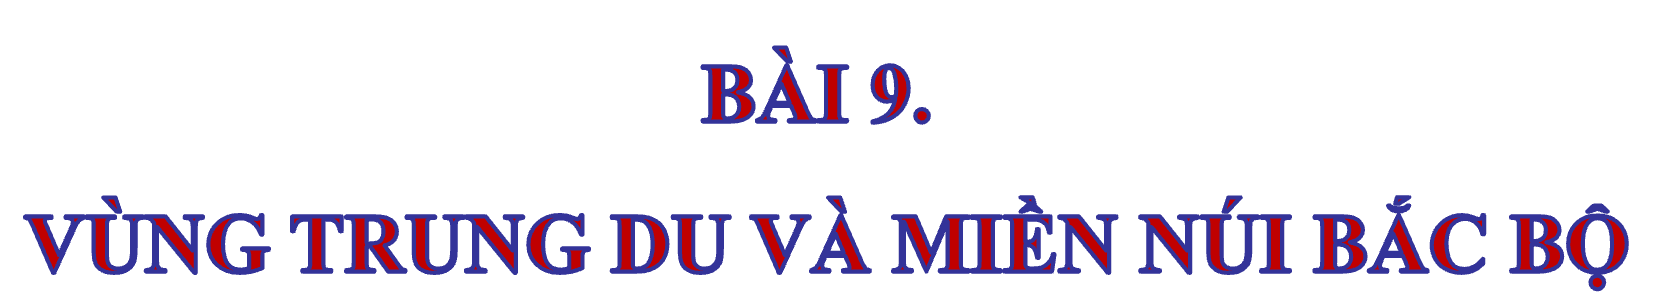 BÀI 9.
VÙNG TRUNG DU VÀ MIỀN NÚI BẮC BỘ